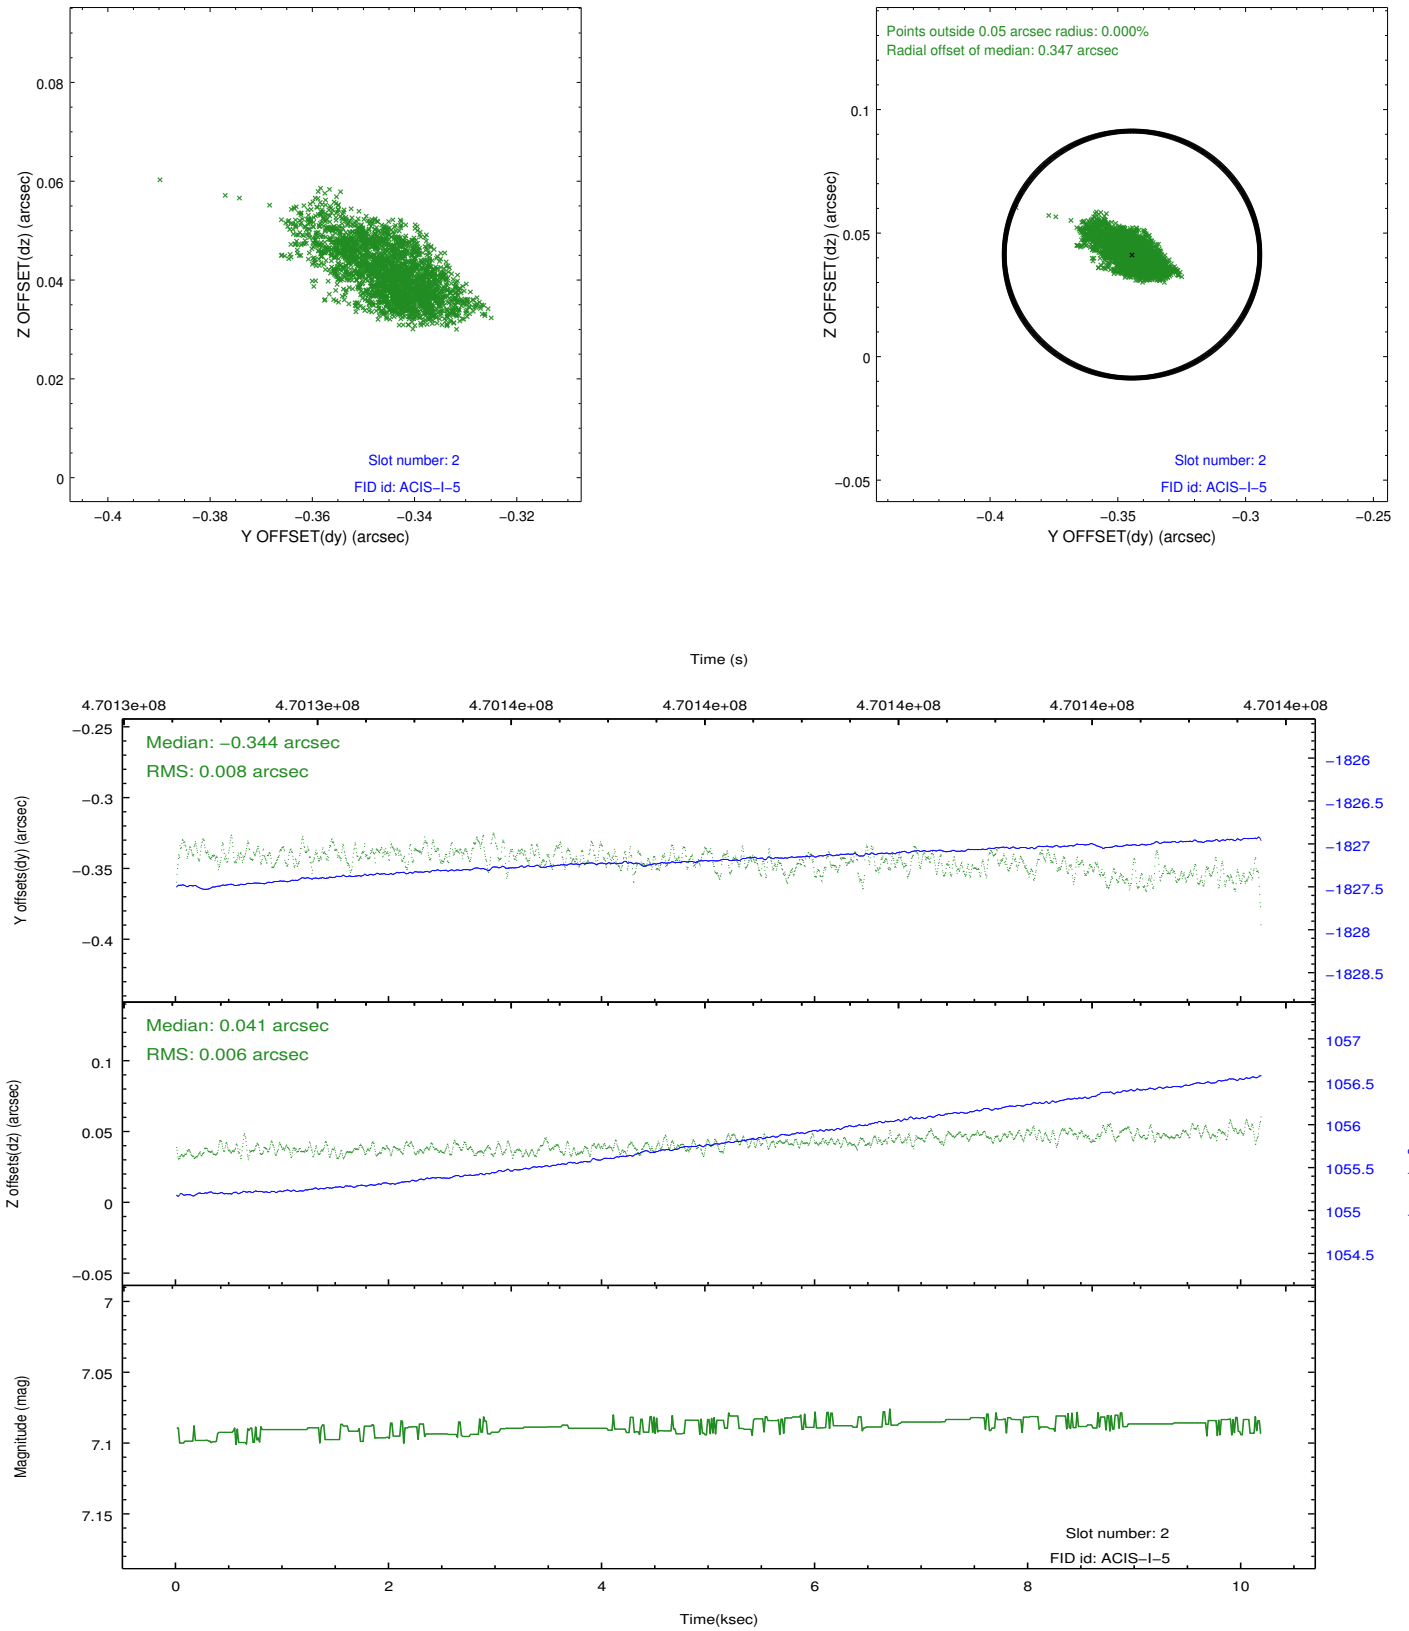 0.08
0.06
0.04
0.02
0
−0.4
−0.38
−0.36
−0.34
−0.32
Z OFFSET(dz) (arcsec)
Y OFFSET(dy) (arcsec)
Slot number: 2
FID id: ACIS−I−5
Points outside 0.05 arcsec radius: 0.000%
Radial offset of median: 0.347 arcsec
0.1
0.05
0
−0.05
−0.4
−0.35
−0.3
−0.25
Z OFFSET(dz) (arcsec)
Y OFFSET(dy) (arcsec)
Slot number: 2
FID id: ACIS−I−5
Time (s)
4.7013e+08
4.7013e+08
4.7014e+08
4.7014e+08
4.7014e+08
4.7014e+08
4.7014e+08
Median: −0.344 arcsec
RMS: 0.008 arcsec
−0.25
−0.3
−0.35
−0.4
Y offsets(dy) (arcsec)
−1826
−1826.5
−1827
−1827.5
−1828
−1828.5
Median: 0.041 arcsec
RMS: 0.006 arcsec
0.1
0.05
0
−0.05
Z offsets(dz) (arcsec)
1057
1056.5
1056
1055.5
1055
1054.5
7
7.05
7.1
7.15
Magnitude (mag)
Slot number: 2
FID id: ACIS−I−5
0
2
4
6
8
10
Time(ksec)